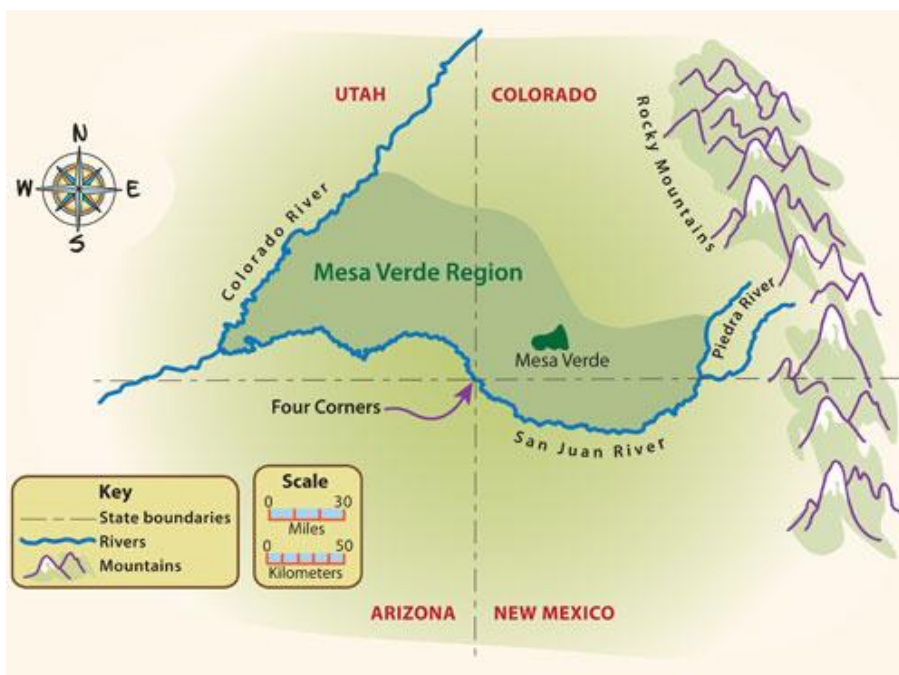 UTAH
COLORADO
Rocky Mountains
N
W
E
S
Colorado River
Mesa Verde Region
Piedra River
Mesa Verde
Four Corners
San Juan River
Key
State boundaries
Rivers
Mountains
Scale
0 30
Miles
0 50
Kilometers
ARIZONA
NEW MEXICO